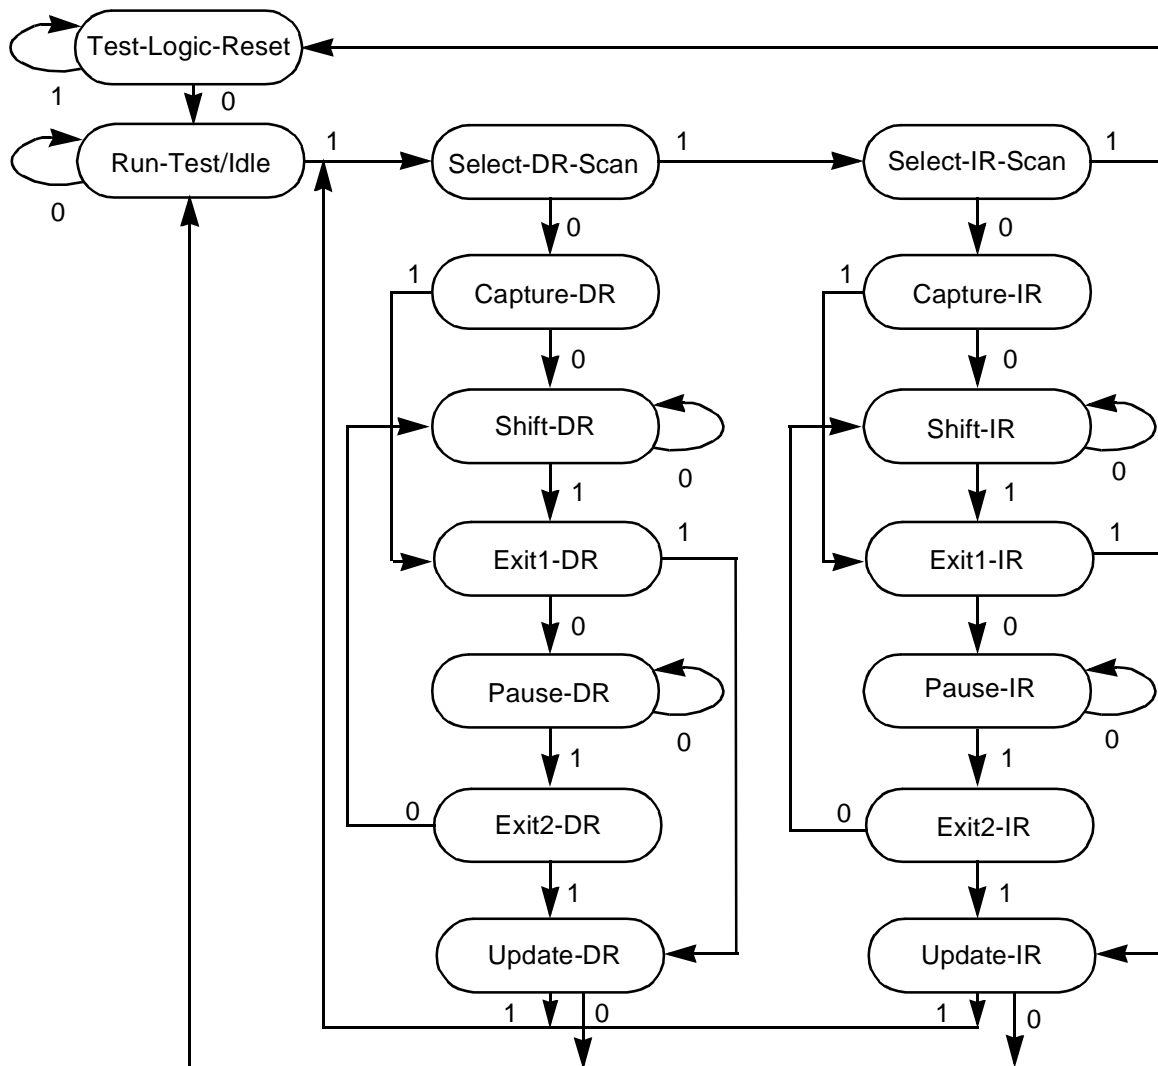 Test-Logic-Reset
1
0
Run-Test/Idle
1
Select-DR-Scan
1
Select-IR-Scan
1
0
0
0
1
Capture-DR
1
Capture-IR
0
0
Shift-DR
Shift-IR
0
0
1
1
Exit1-DR
1
Exit1-IR
1
0
0
Pause-DR
Pause-IR
0
0
1
1
0
Exit2-DR
0
Exit2-IR
1
1
Update-DR
Update-IR
1
0
1
0